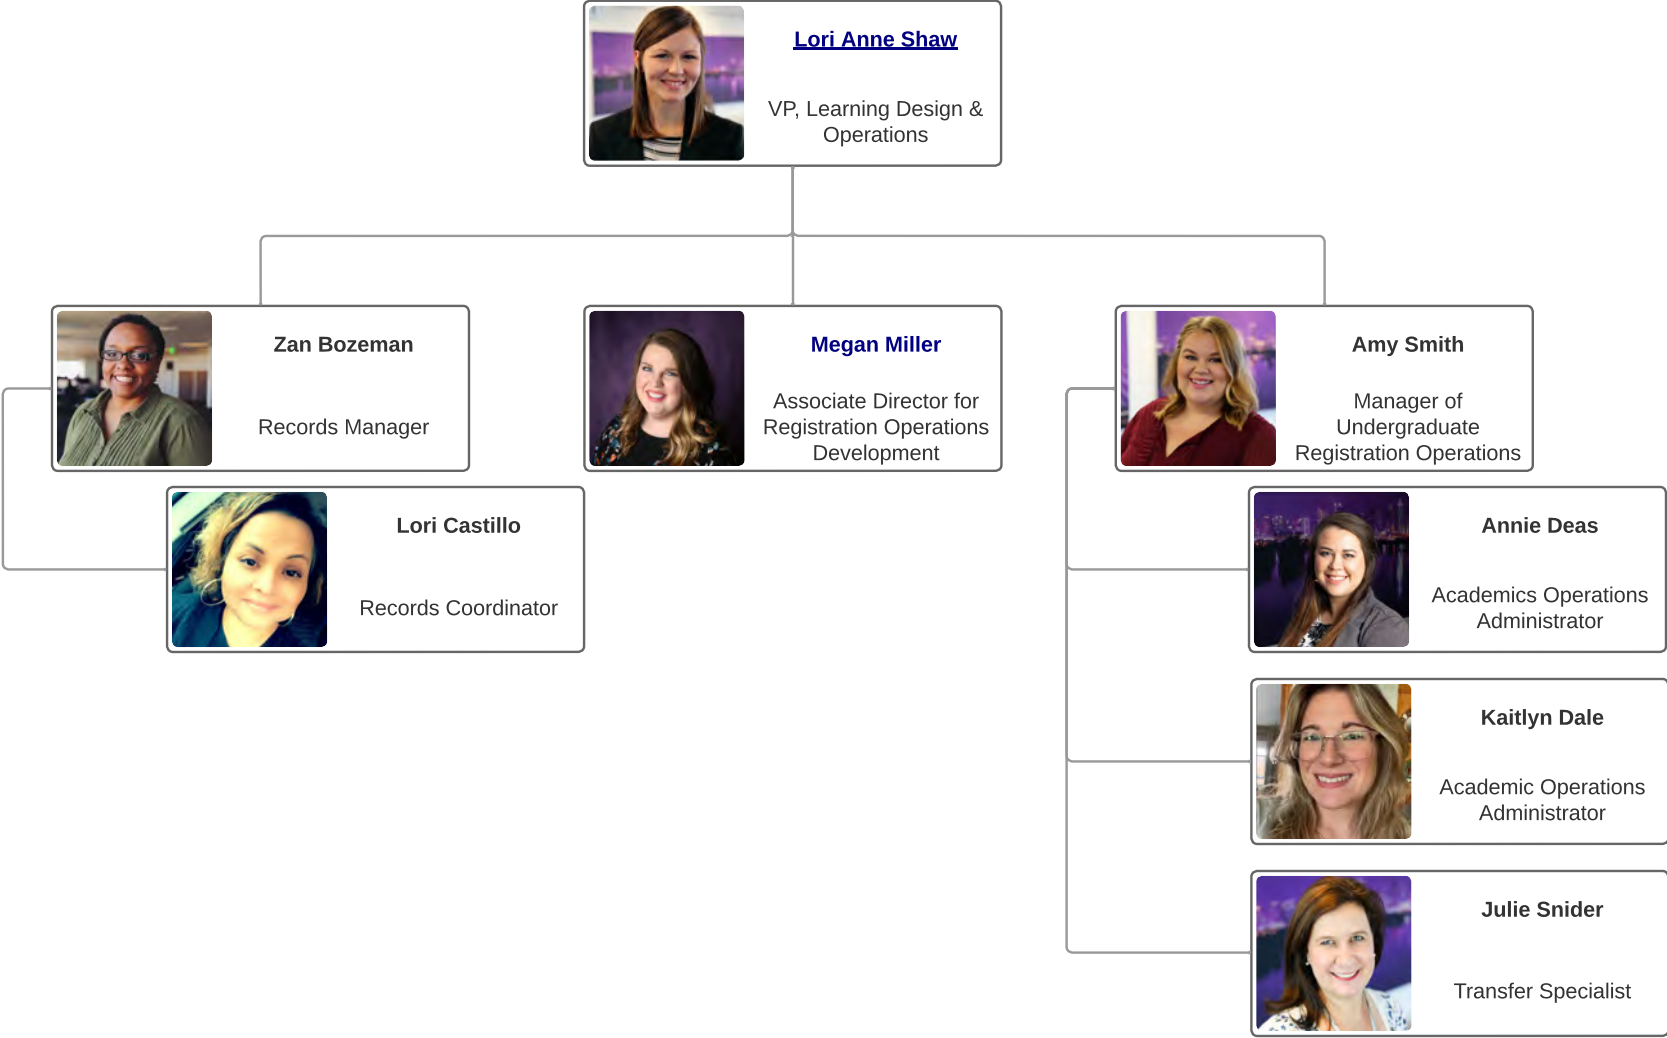 Lori Anne Shaw
VP, Learning Design &
Operations
Zan Bozeman
Records Manager
Megan Miller
Associate Director for
Registration Operations
Development
Amy Smith
Manager of
Undergraduate
Registration Operations
Lori Castillo
Records Coordinator
Annie Deas
Academics Operations
Administrator
Kaitlyn Dale
Academic Operations
Administrator
Julie Snider
Transfer Specialist